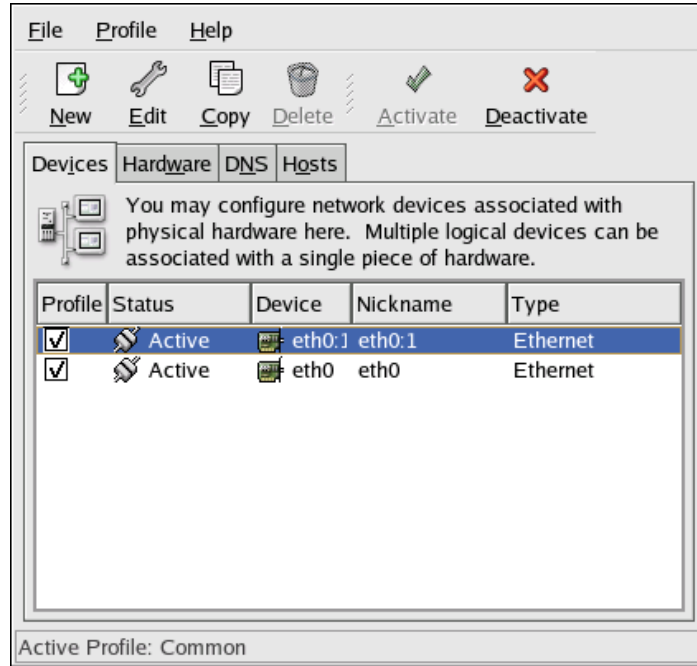 File Profile Help
New Edit Copy Delete Activate Deactivate
Devices Hardware DNS Hosts
You may configure network devices associated with
physical hardware here.  Multiple logical devices can be
associated with a single piece of hardware.
Profile Status Device Nickname Type
Active eth0:1 eth0:1 Ethernet
Active eth0 eth0 Ethernet
Active Profile: Common